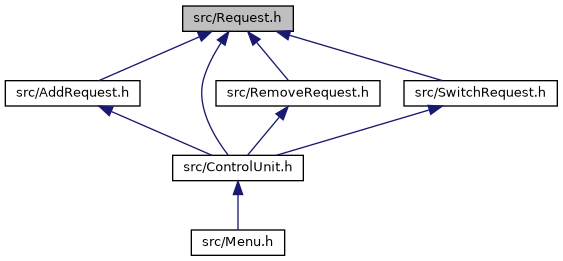 src/Request.h
src/AddRequest.h
src/RemoveRequest.h
src/SwitchRequest.h
src/ControlUnit.h
src/Menu.h